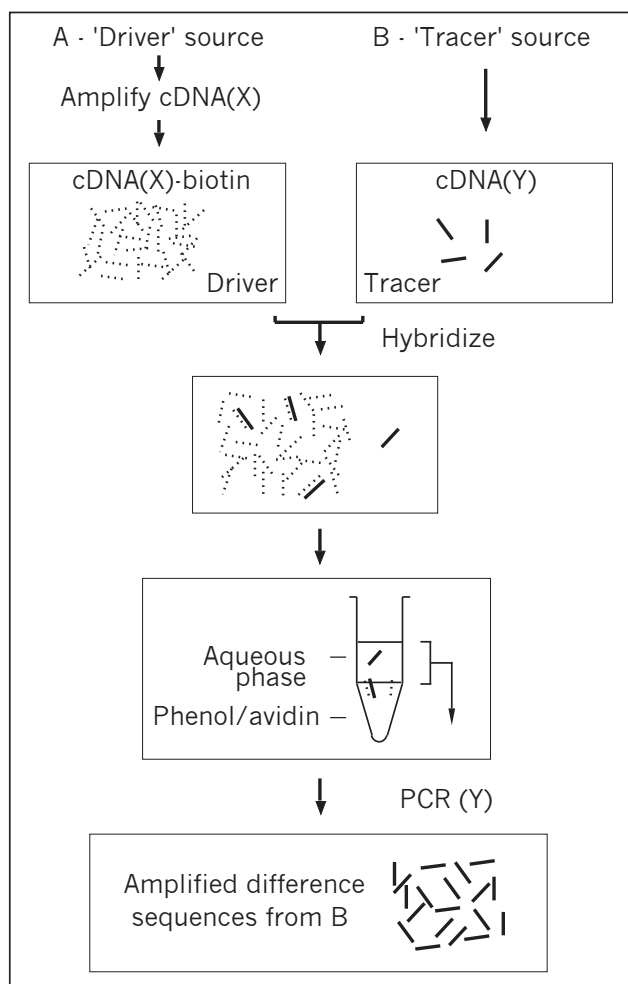 A - 'Driver' source
B - 'Tracer' source
Amplify cDNA(X)
cDNA(X)-biotin
Driver
cDNA(Y)
Tracer
Hybridize
Aqueous
phase
Phenol/avidin
PCR (Y)
Amplified difference
sequences from B